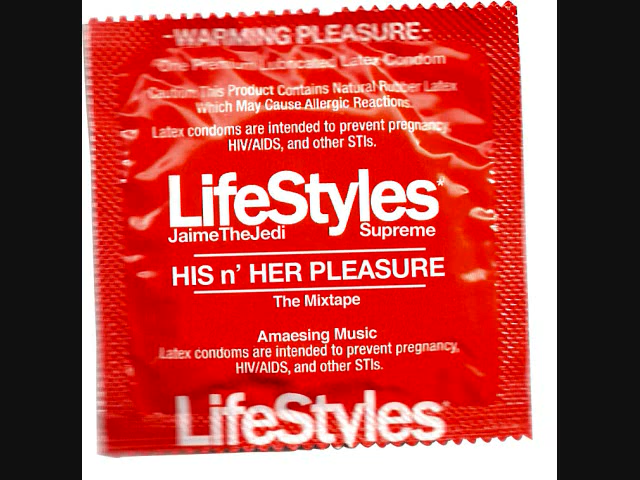 -WARMING PLEASURE-
One Premium Lubricated Latex Condom
Caution: This Product Contains Natural Rubber Latex
Which May Cause Allergic Reactions.
Latex condoms are intended to prevent pregnancy,
HIV/AIDS, and other STIs.
LifeStyles*
JaimeTheJedi Supreme
HIS n' HER PLEASURE
The Mixtape
Amaesing Music
Latex condoms are intended to prevent pregnancy,
HIV/AIDS, and other STIs.
LifeStyles*